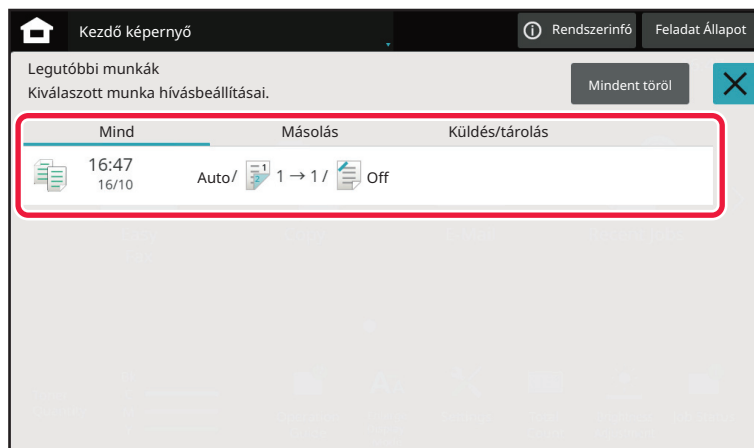 Kezdő képernyő
Rendszerinfó
Feladat Állapot
Legutóbbi munkák
Kiválaszott munka hívásbeállításai.
Mindent töröl
Mind Másolás Küldés/tárolás
16:47
16/10
Auto/ 1 → 1 / Off